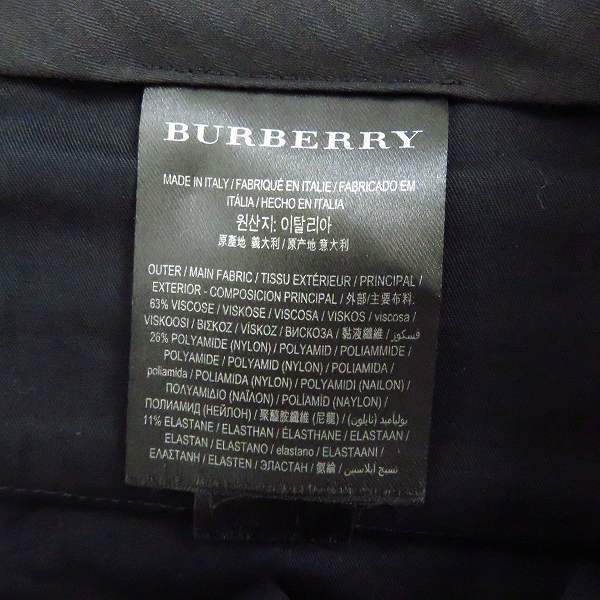 BURBERRY
MADE IN ITALY / FABRIQUÉ EN ITALIE / FABRICADO EM
ITÁLIA / HECHO EN ITALIA
원산지: 이탈리아
原產地 義大利 / 原产地 意大利
OUTER / MAIN FABRIC / TISSU EXTÉRIEUR / PRINCIPAL /
EXTERIOR - COMPOSICION PRINCIPAL / 外部/主要布料:
63% VISCOSE / VISKOSE / VISCOSA / VISKOS / viscosa /
VISKOOSI / ΒΙΣΚΟΖ / VİSKOZ / ВИСКОЗА / 黏液纖維 / فسكوز
26% POLYAMIDE (NYLON) / POLYAMID / POLIAMMIDE /
POLYAMIDE / POLYAMID (NYLON) / POLIAMIDA /
poliamida / POLIAMIDA (NYLON) / POLYAMIDI (NAILON) /
ΠΟΛΥΑΜΙΔΙΟ (ΝΑΪΛΟΝ) / POLİAMİD (NAYLON) /
ПОЛИАМИД (НЕЙЛОН) / 聚醯胺纖維 (尼龍) / بولياميد (نايلون)
11% ELASTANE / ELASTHAN / ÉLASTHANE / ELASTAAN /
ELASTAN / ELASTANO / elastano / ELASTAANI /
ΕΛΑΣΤΑΝΗ / ELASTEN / ЭЛАСТАН / 氨綸 / نسيج ايلاستين